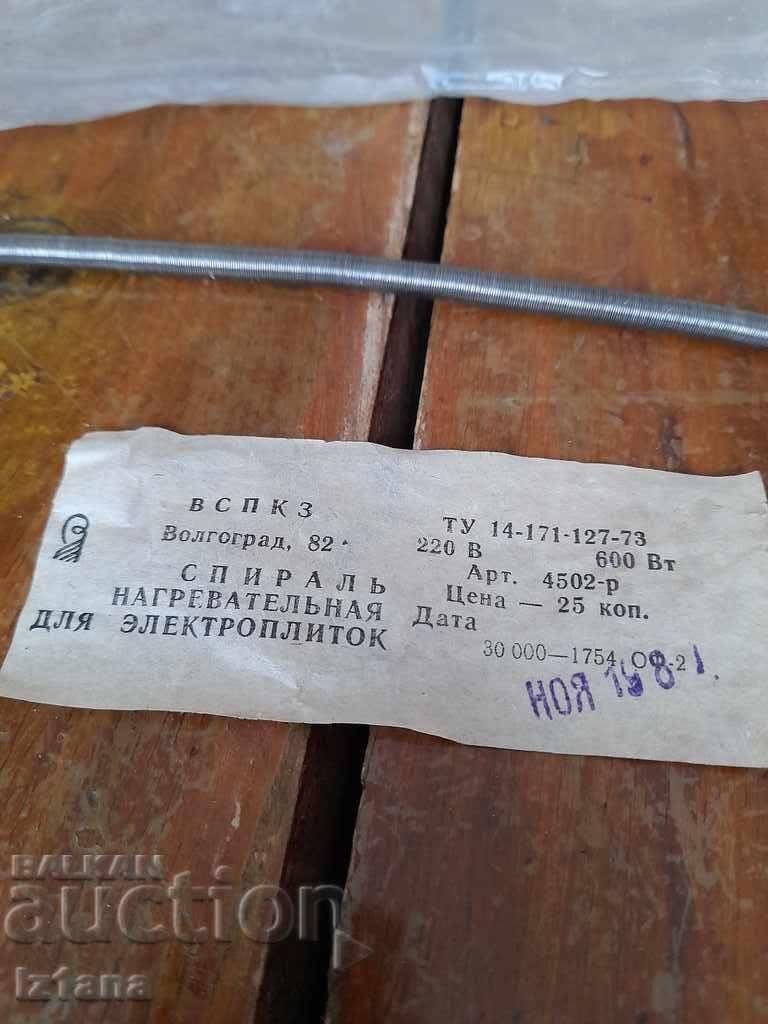 ВСПКЗ
Волгоград, 82
СПИРАЛЬ
НАГРЕВАТЕЛЬНАЯ
ДЛЯ ЭЛЕКТРОПЛИТОК
ТУ 14-171-127-73
220 В 600 Вт
Арт. 4502-р
Цена — 25 коп.
Дата
30 000—1754 ОФ-2
НОЯ 1981.
BALKAN
auction
iz1ana